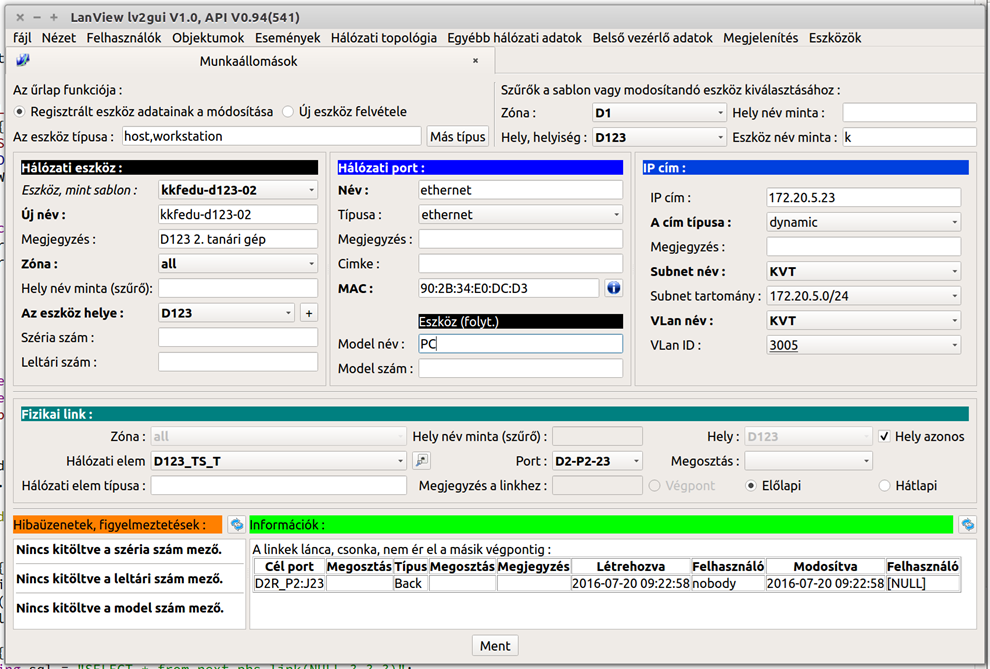 LanView lv2gui V1.0, API V0.94(541)
fájl Nézet Felhasználók Objektumok Események Hálózati topológia Egyébb hálózati adatok Belső vezérlő adatok Megjelenítés Eszközök
Munkaállomások
Az űrlap funkciója :
Regisztrált eszköz adatainak a módósítása Új eszköz felvétele
Az eszköz típusa : host,workstation Más típus
Szűrők a sablon vagy modosítandó eszköz kiválasztásához :
Zóna : D1 Hely név minta :
Hely, helyiség : D123 Eszköz név minta : k
Hálózati eszköz :
Eszköz, mint sablon : kkfedu-d123-02
Új név : kkfedu-d123-02
Megjegyzés : D123 2. tanári gép
Zóna : all
Hely név minta (szűrő):
Az eszköz helye : D123 +
Széria szám :
Leltári szám :
Hálózati port :
Név : ethernet
Típusa : ethernet
Megjegyzés :
Cimke :
MAC : 90:2B:34:E0:DC:D3
Eszköz (folyt.)
Model név : PC
Model szám :
IP cím :
IP cím : 172.20.5.23
A cím típusa : dynamic
Megjegyzés :
Subnet név : KVT
Subnet tartomány : 172.20.5.0/24
VLan név : KVT
VLan ID : 3005
Fizikai link :
Zóna : all Hely név minta (szűrő) : Hely : D123 Hely azonos
Hálózati elem D123_TS_T Port : D2-P2-23 Megosztás :
Hálózati elem típusa : Megjegyzés a linkhez : Végpont Előlapi Hátlapi
Hibaüzenetek, figyelmeztetések :
Nincs kitöltve a széria szám mező.
Nincs kitöltve a leltári szám mező.
Nincs kitöltve a model szám mező.
Információk :
A linkek lánca, csonka, nem ér el a másik végpontig :
Cél port Megosztás Típus Megosztás Megjegyzés Létrehozva Felhasználó Modosítva Felhasználó
D2R_P2:J23 Back 2016-07-20 09:22:58 nobody 2016-07-20 09:22:58 [NULL]
Ment